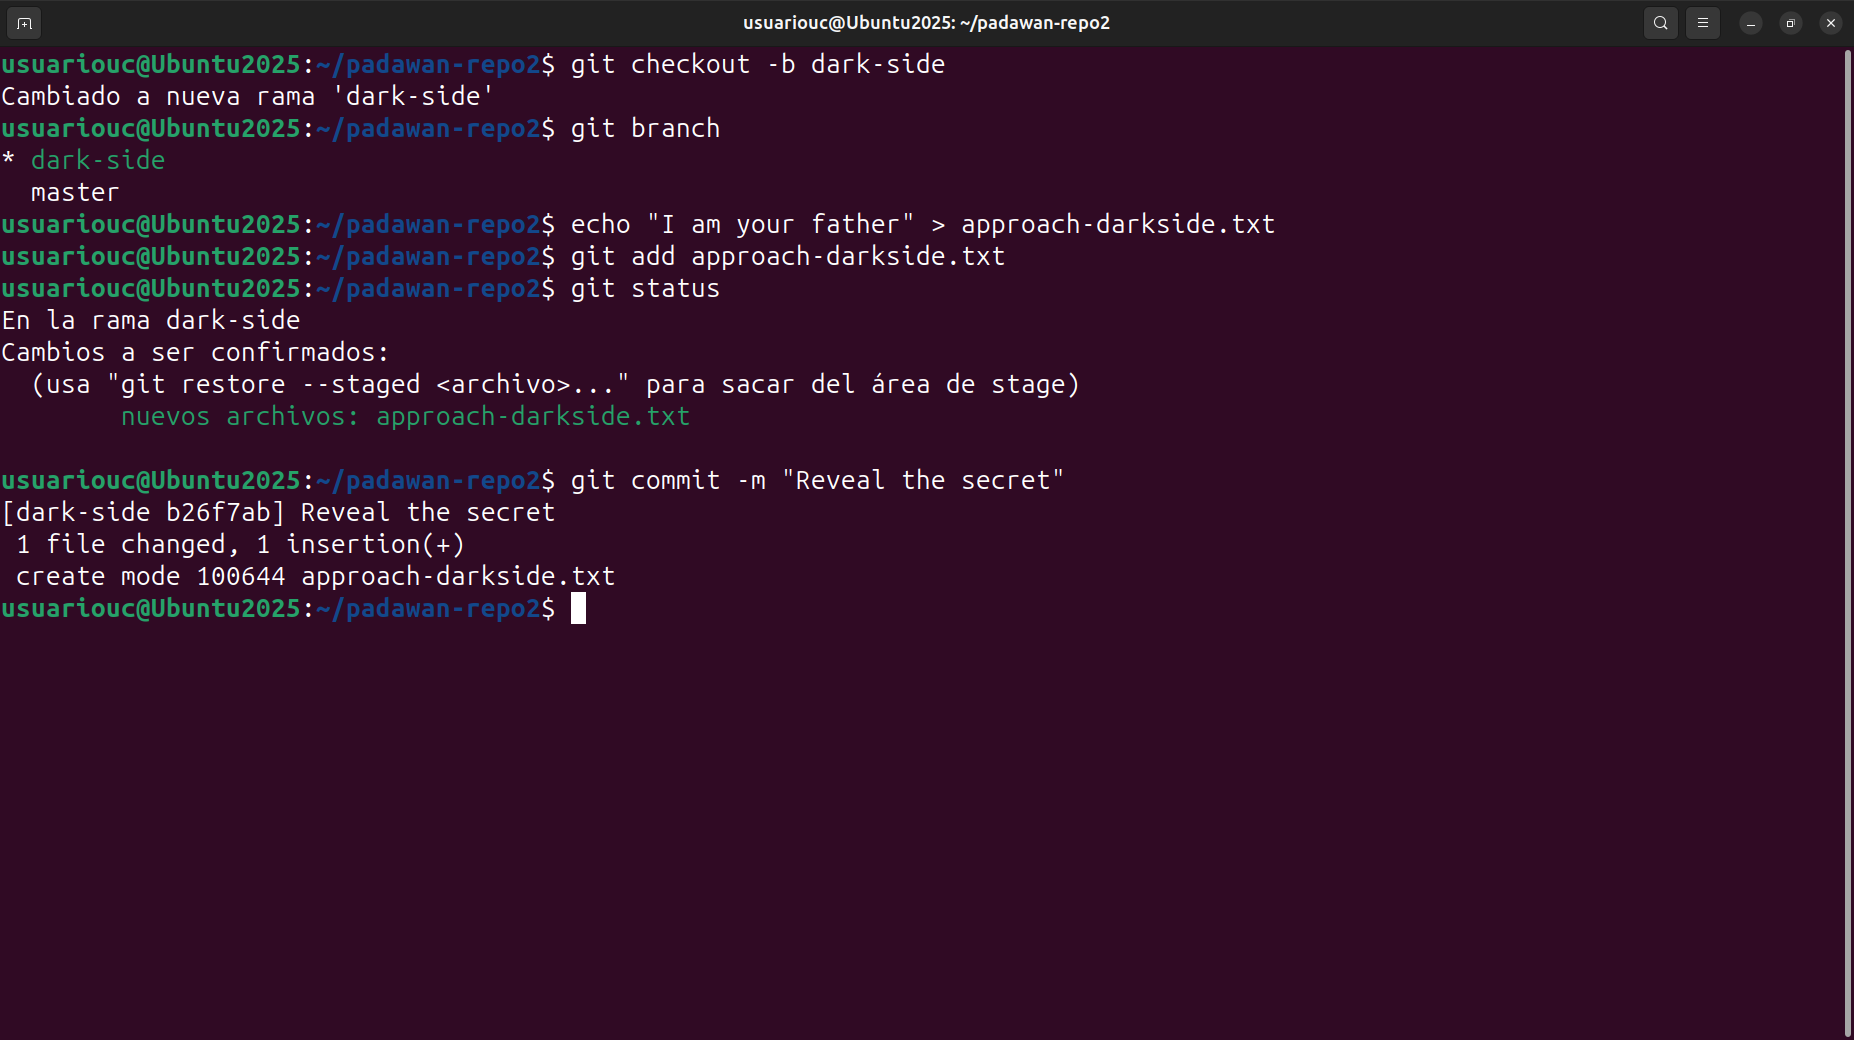 usuariouc@Ubuntu2025: ~/padawan-repo2
usuariouc@Ubuntu2025:~/padawan-repo2$ git checkout -b dark-side
Cambiado a nueva rama 'dark-side'
usuariouc@Ubuntu2025:~/padawan-repo2$ git branch
* dark-side
  master
usuariouc@Ubuntu2025:~/padawan-repo2$ echo "I am your father" > approach-darkside.txt
usuariouc@Ubuntu2025:~/padawan-repo2$ git add approach-darkside.txt
usuariouc@Ubuntu2025:~/padawan-repo2$ git status
En la rama dark-side
Cambios a ser confirmados:
  (usa "git restore --staged <archivo>..." para sacar del área de stage)
        nuevos archivos: approach-darkside.txt
usuariouc@Ubuntu2025:~/padawan-repo2$ git commit -m "Reveal the secret"
[dark-side b26f7ab] Reveal the secret
 1 file changed, 1 insertion(+)
 create mode 100644 approach-darkside.txt
usuariouc@Ubuntu2025:~/padawan-repo2$